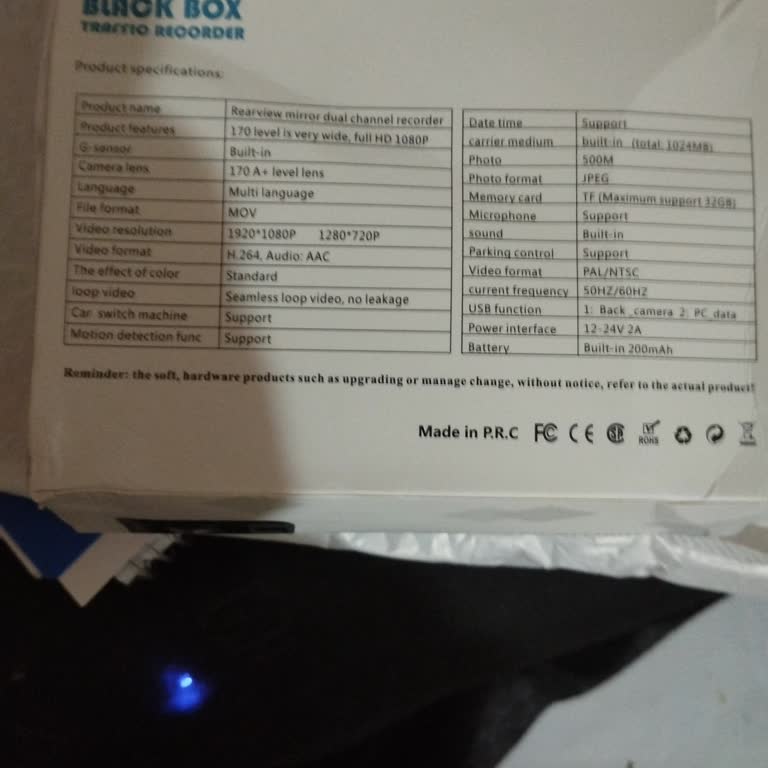 BLACK BOX
TRAFFIC RECORDER
Product specifications:
Product name Rearview mirror dual channel recorder
Product features 170 level is very wide, full HD 1080P
G-sensor Built-in
Camera lens 170 A+ level lens
Language Multi language
File format MOV
Video resolution 1920*1080P 1280*720P
Video format H.264, Audio: AAC
The effect of color Standard
loop video Seamless loop video, no leakage
Car switch machine Support
Motion detection func Support
Date time Support
carrier medium built-in (total 1024MB)
Photo 500M
Photo format JPEG
Memory card TF (Maximum support 32GB)
Microphone Support
sound Built-in
Parking control Support
Video format PAL/NTSC
current frequency 50HZ/60HZ
USB function 1: Back_camera 2: PC_data
Power interface 12-24V 2A
Battery Built-in 200mAh
Reminder: the soft, hardware products such as upgrading or manage change, without notice, refer to the actual product!
Made in P.R.C FC CE SB ROHS